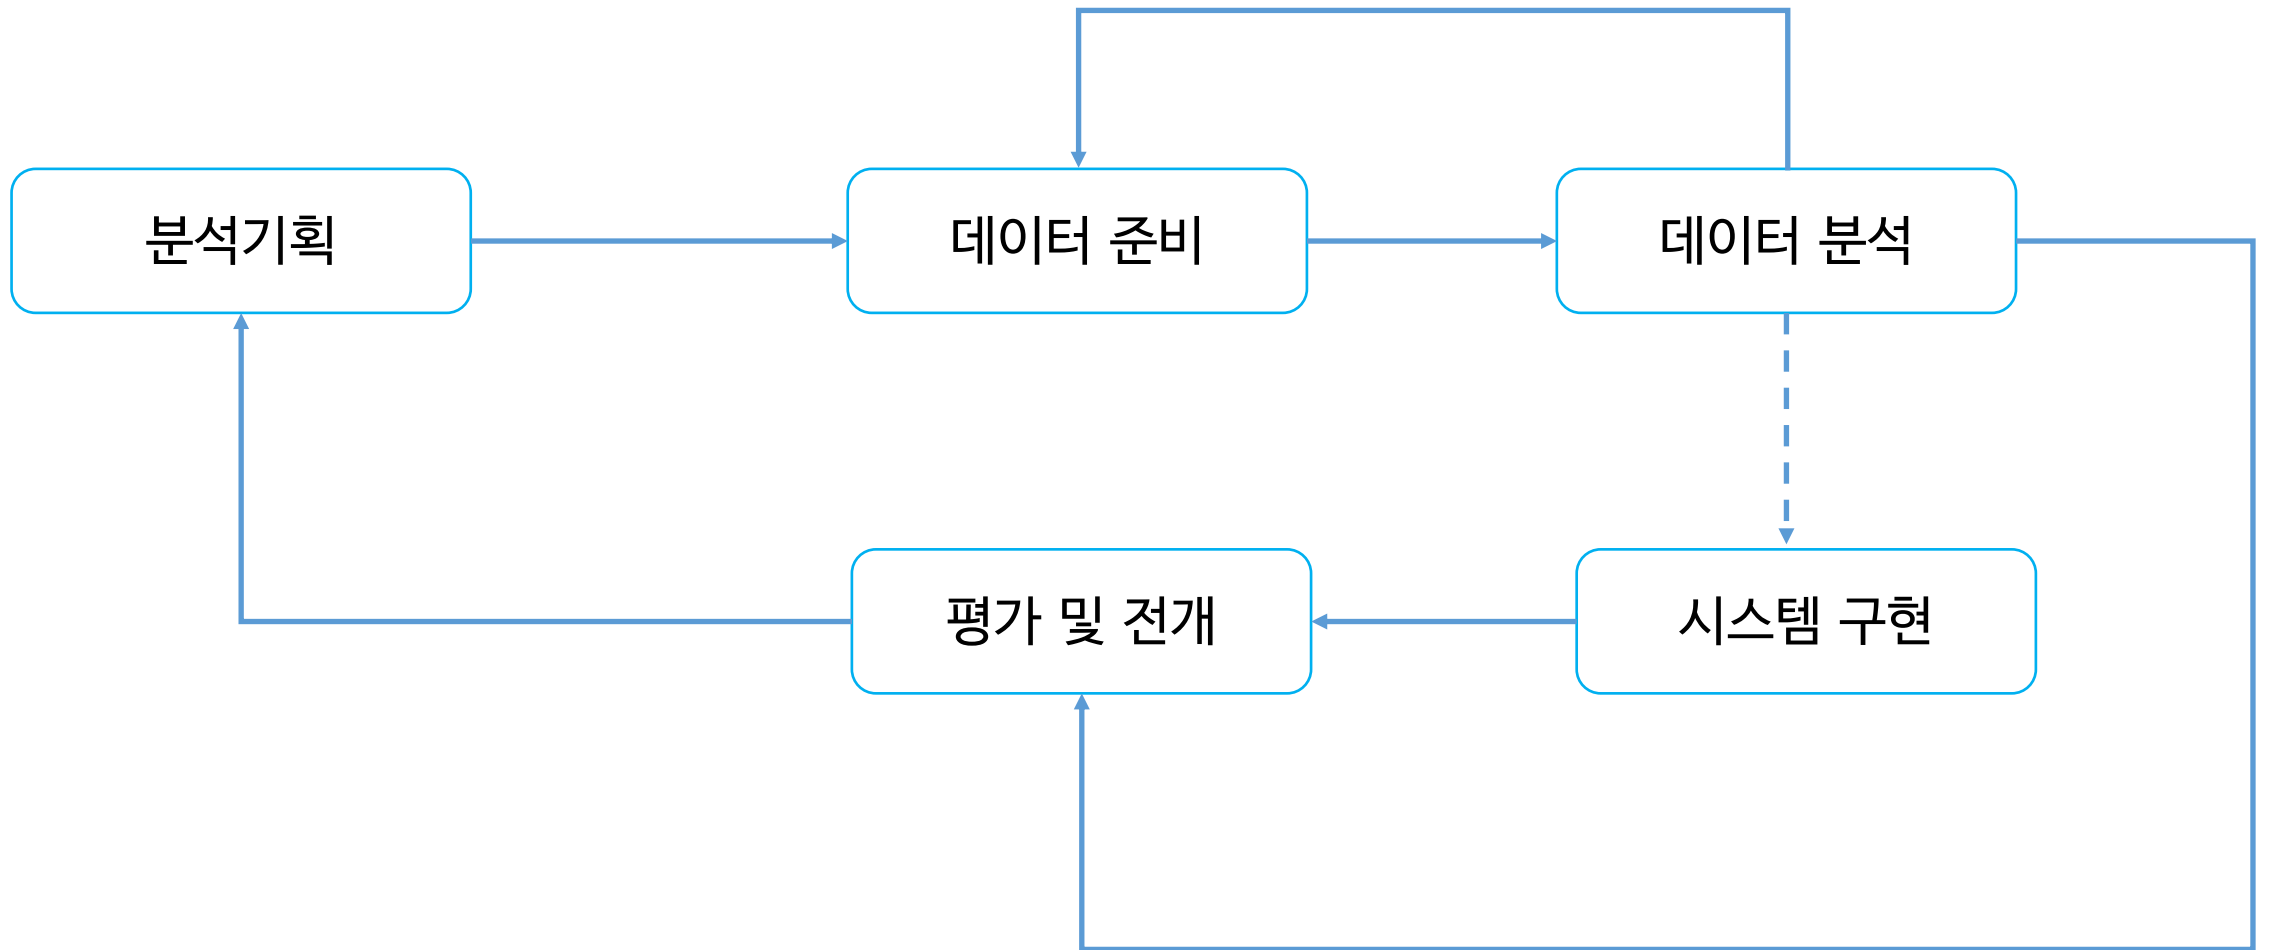 분석기획
데이터 준비
데이터 분석
평가 및 전개
시스템 구현